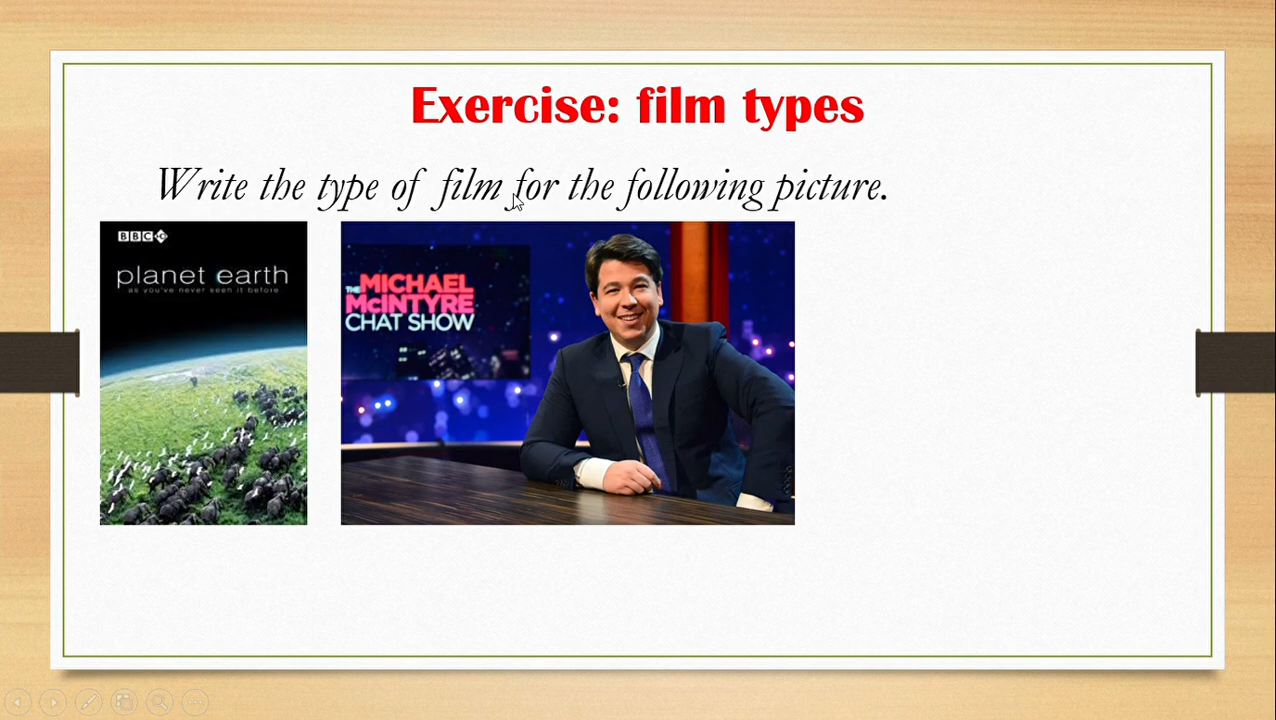 Exercise: film types
Write the type of film for the following picture.
BBC HD
planet earth
as you've never seen it before
THE MICHAEL
McINTYRE
CHAT SHOW